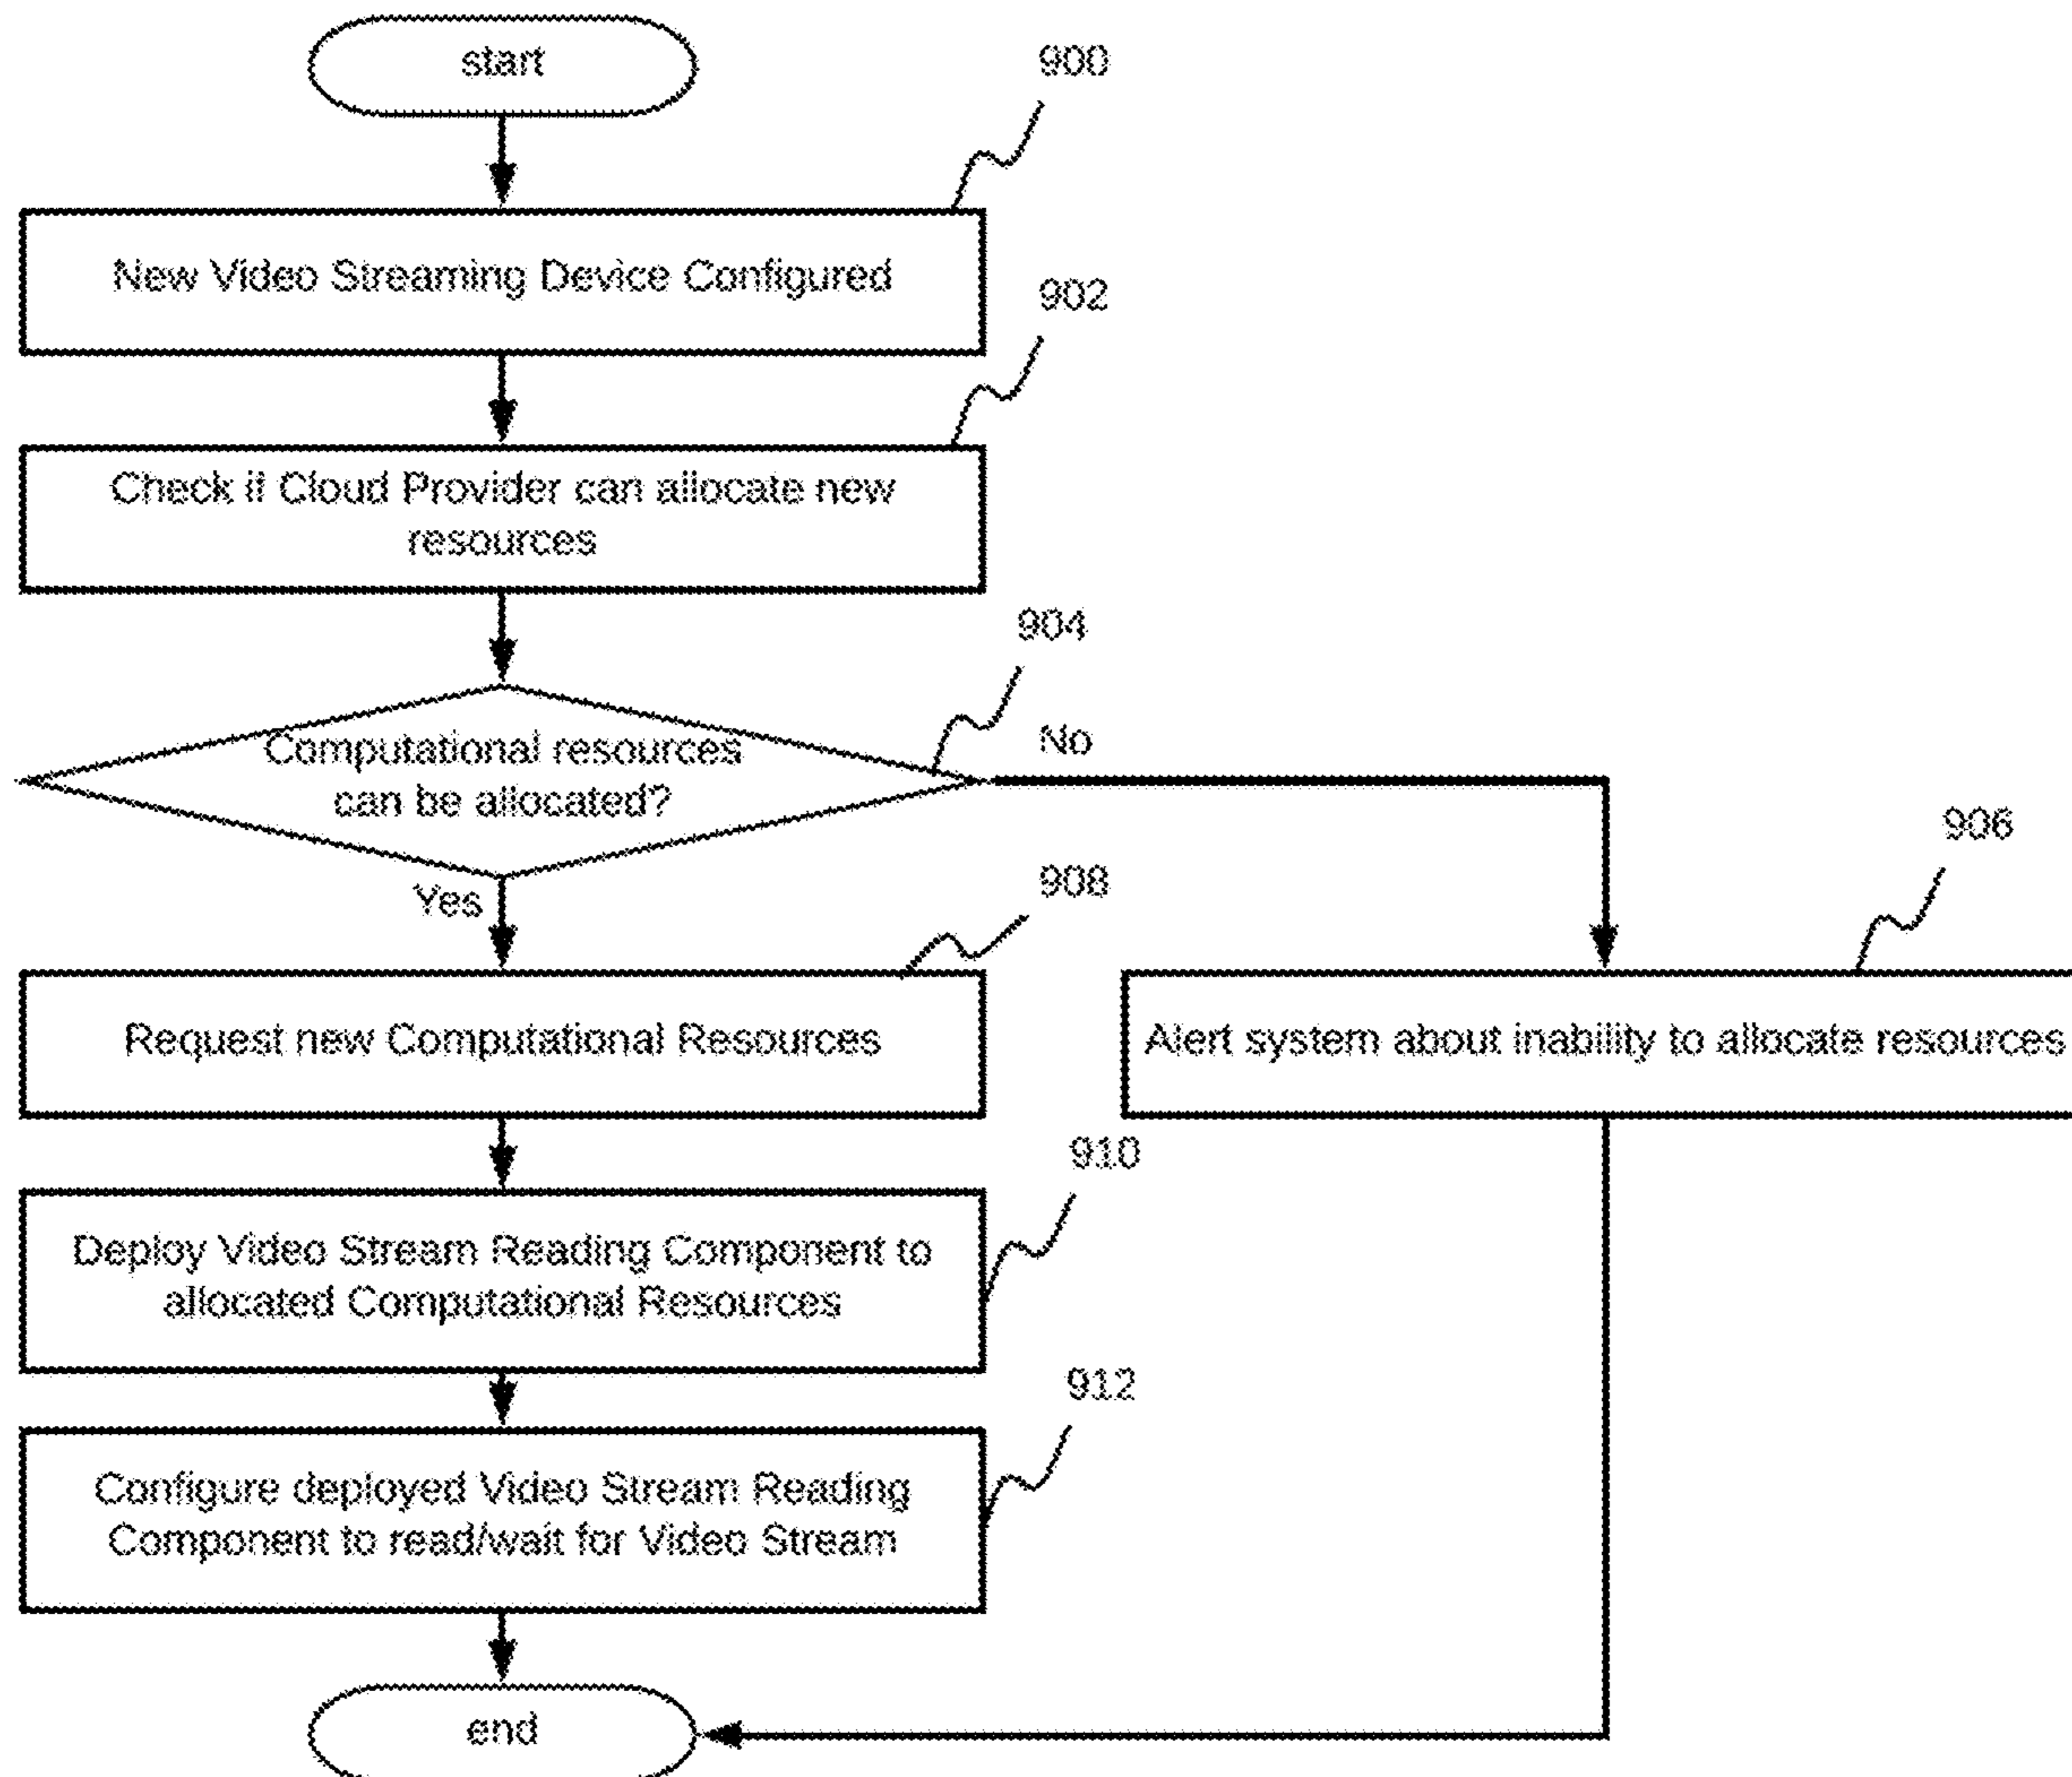 start
900
New Video Streaming Device Configured
902
Check if Cloud Provider can allocate new
resources
904
Computational resources
can be allocated?
No
Yes
906
908
Request new Computational Resources
Alert system about inability to allocate resources
910
Deploy Video Stream Reading Component to
allocated Computational Resources
912
Configure deployed Video Stream Reading
Component to read/wait for Video Stream
end